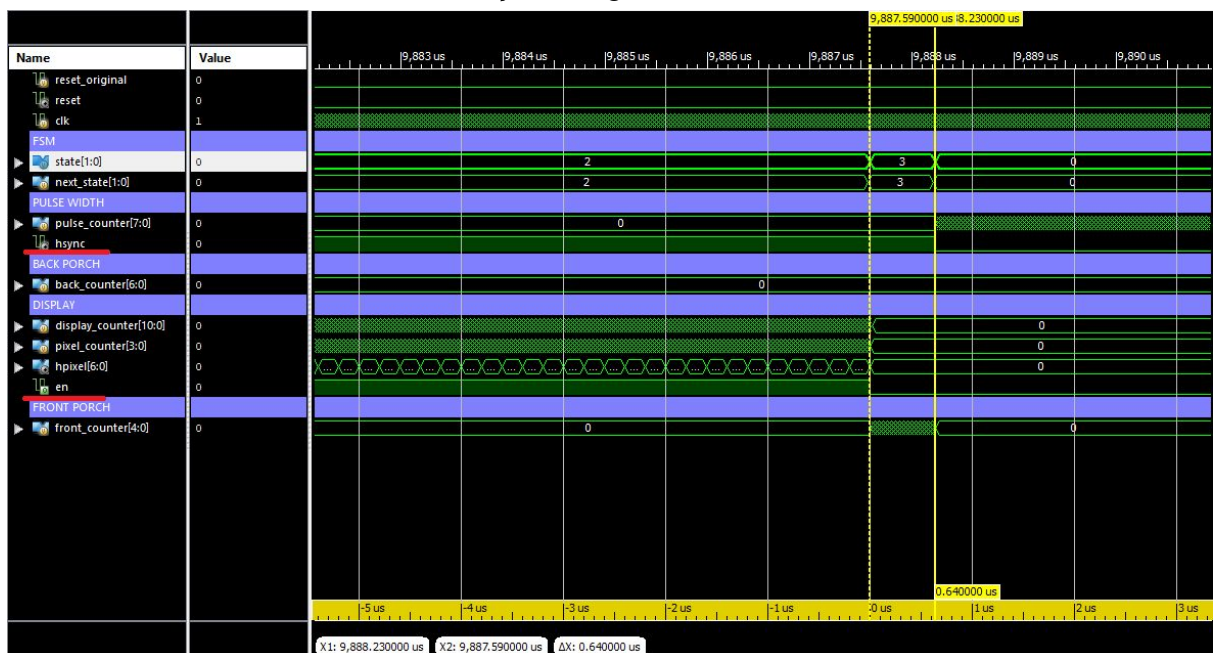 9,887.590000 us 8.230000 us
Name Value 9,883 us 9,884 us 9,885 us 9,886 us 9,887 us 9,888 us 9,889 us 9,890 us
reset_original 0
reset 0
clk 1
FSM
state[1:0] 0 2 3 0
next_state[1:0] 0 2 3 0
PULSE WIDTH
pulse_counter[7:0] 0 0
hsync 0
BACK PORCH
back_counter[6:0] 0 0
DISPLAY
display_counter[10:0] 0 0
pixel_counter[3:0] 0 0
hpixel[6:0] 0 ... ... ... ... ... ... ... ... ... ... ... ... ... ... ... ... ... ... ... ... ... 0
en 0
FRONT PORCH
front_counter[4:0] 0 0 0
0.640000 us
-5 us -4 us -3 us -2 us -1 us 0 us 1 us 2 us 3 us
X1: 9,888.230000 us X2: 9,887.590000 us ΔX: 0.640000 us